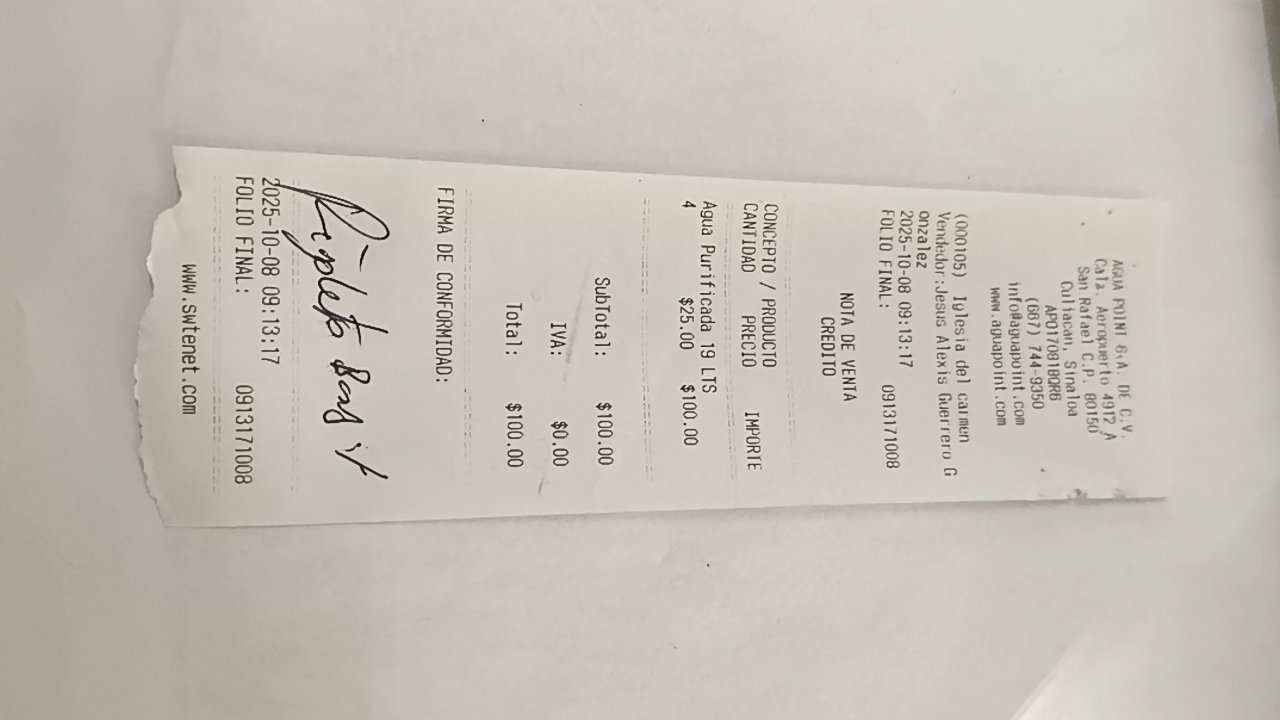 AGUA POINT S.A. DE C.V.
Calz. Aeropuerto 4912 A
San Rafael C.P. 80150
Culiacan, Sinaloa
APO170818QR6
(667) 744-9350
info@aguapoint.com
www.aguapoint.com
(000105) Iglesia del carmen
Vendedor:Jesus Alexis Guerrero G
onzalez
2025-10-08 09:13:17
FOLIO FINAL: 0913171008
NOTA DE VENTA
CREDITO
CONCEPTO / PRODUCTO
CANTIDAD PRECIO IMPORTE
Agua Purificada 19 LTS
4 $25.00 $100.00
SubTotal: $100.00
IVA: $0.00
Total: $100.00
FIRMA DE CONFORMIDAD:
2025-10-08 09:13:17
FOLIO FINAL: 0913171008
www.swtenet.com